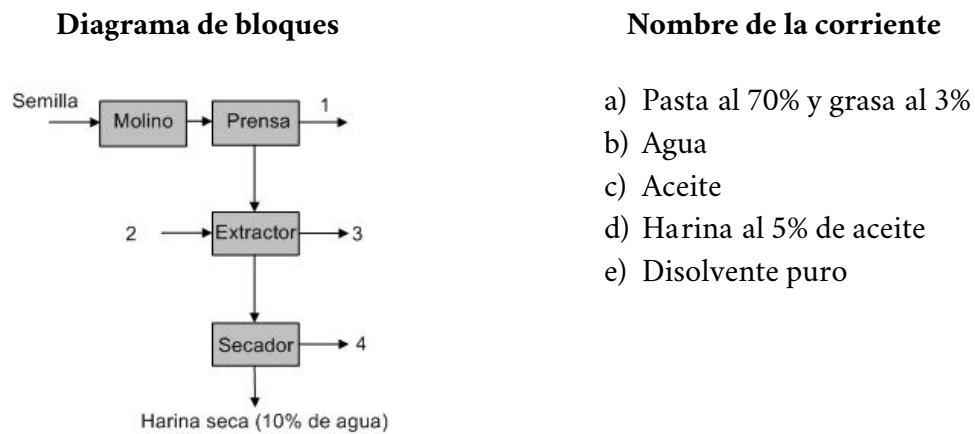 Diagrama de bloques
Semilla
Molino
Prensa
1
2
Extractor
3
Secador
4
Harina seca (10% de agua)
Nombre de la corriente
a) Pasta al 70% y grasa al 3%
b) Agua
c) Aceite
d) Harina al 5% de aceite
e) Disolvente puro